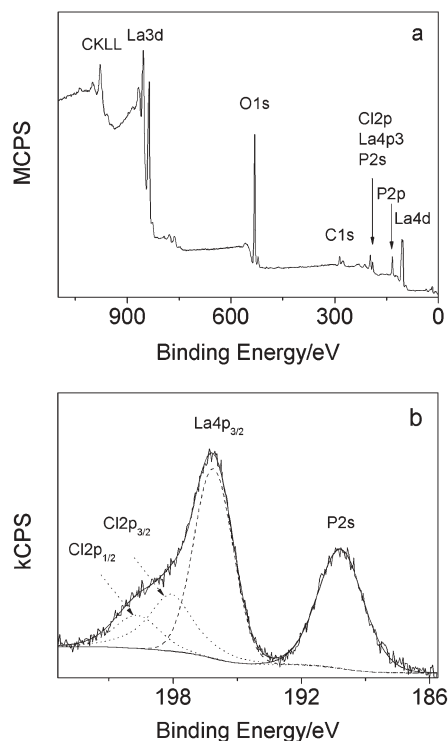 a
CKLL
La3d
O1s
Cl2p
La4p3
P2s
P2p
La4d
C1s
MCPS
900 600 300 0
Binding Energy/eV
b
La4p3/2
Cl2p3/2
Cl2p1/2
P2s
kCPS
198 192 186
Binding Energy/eV